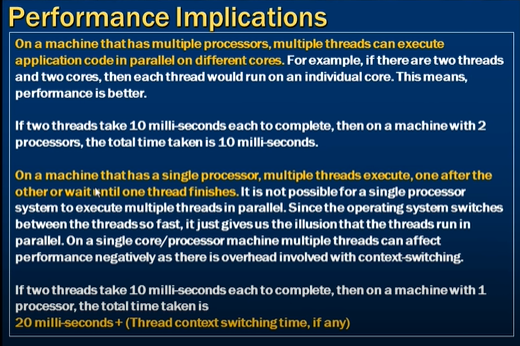 Performance Implications
On a machine that has multiple processors, multiple threads can execute
application code in parallel on different cores. For example, if there are two threads
and two cores, then each thread would run on an individual core. This means,
performance is better.
If two threads take 10 milli-seconds each to complete, then on a machine with 2
processors, the total time taken is 10 milli-seconds.
On a machine that has a single processor, multiple threads execute, one after the
other or wait until one thread finishes. It is not possible for a single processor
system to execute multiple threads in parallel. Since the operating system switches
between the threads so fast, it just gives us the illusion that the threads run in
parallel. On a single core/processor machine multiple threads can affect
performance negatively as there is overhead involved with context-switching.
If two threads take 10 milli-seconds each to complete, then on a machine with 1
processor, the total time taken is
20 milli-seconds + (Thread context switching time, if any)